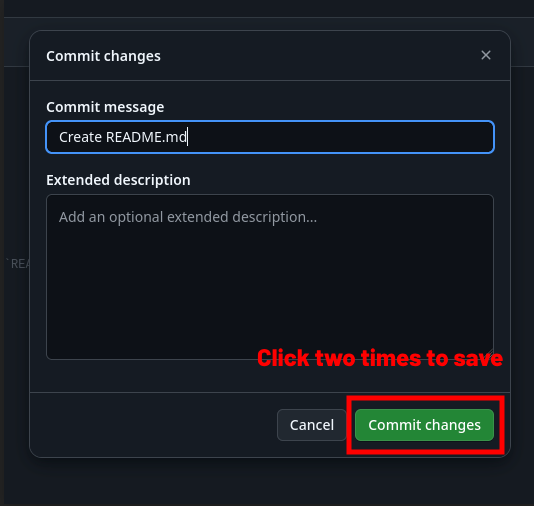 Commit changes
Commit message
Create README.md
Extended description
Add an optional extended description...
`REA
Click two times to save
Cancel
Commit changes